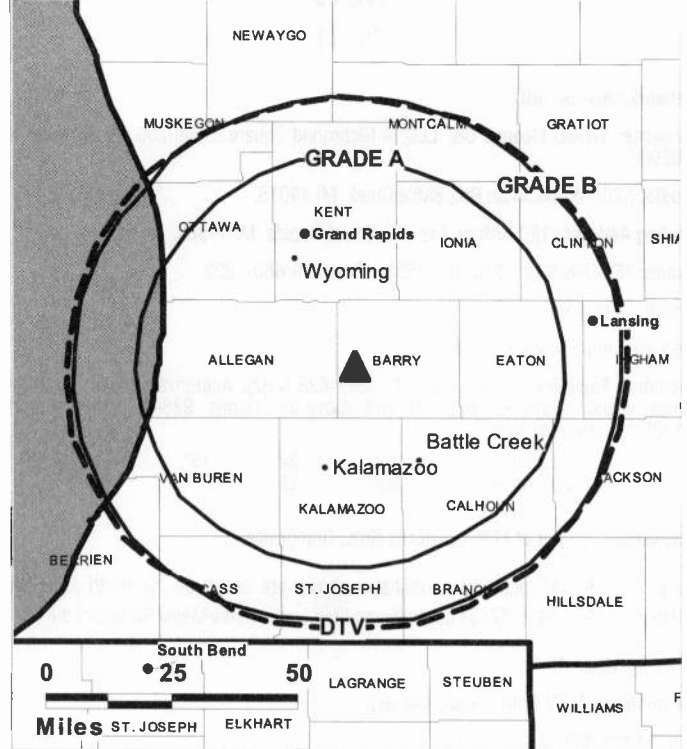 NEWAYGO
MUSKEGON
MONTCALM
GRATIOT
GRADE A
GRADE B
KENT
OTTAWA
Grand Rapids
IONIA
CLINTON
SHI
Wyoming
Lansing
ALLEGAN
BARRY
EATON
INGHAM
Battle Creek
Kalamazoo
VAN BUREN
ACKSON
KALAMAZOO
CALHOUN
BERRIEN
CASS
ST. JOSEPH
BRANCH
HILLSDALE
DTV
South Bend
0 25 50
LAGRANGE
STEUBEN
WILLIAMS
F
Miles
ST. JOSEPH
ELKHART